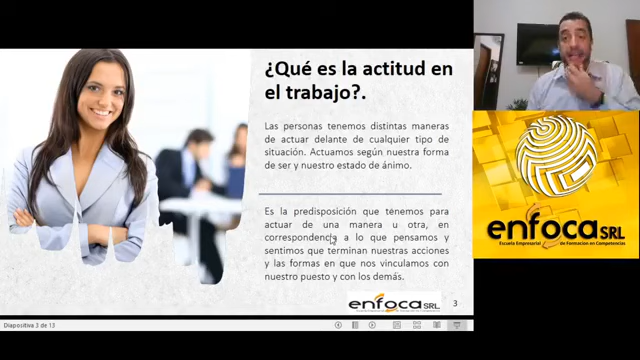 ¿Qué es la actitud en
el trabajo?.
Las personas tenemos distintas maneras
de actuar delante de cualquier tipo de
situación. Actuamos según nuestra forma
de ser y nuestro estado de ánimo.
Es la predisposición que tenemos para
actuar de una manera u otra, en
correspondencia a lo que pensamos y
sentimos que terminan nuestras acciones
y las formas en que nos vinculamos con
nuestro puesto y con los demás.
enfoca SRL
3
Diapositiva 3 de 13
enfoca SRL
Escuela Empresarial de Formación en Competencias